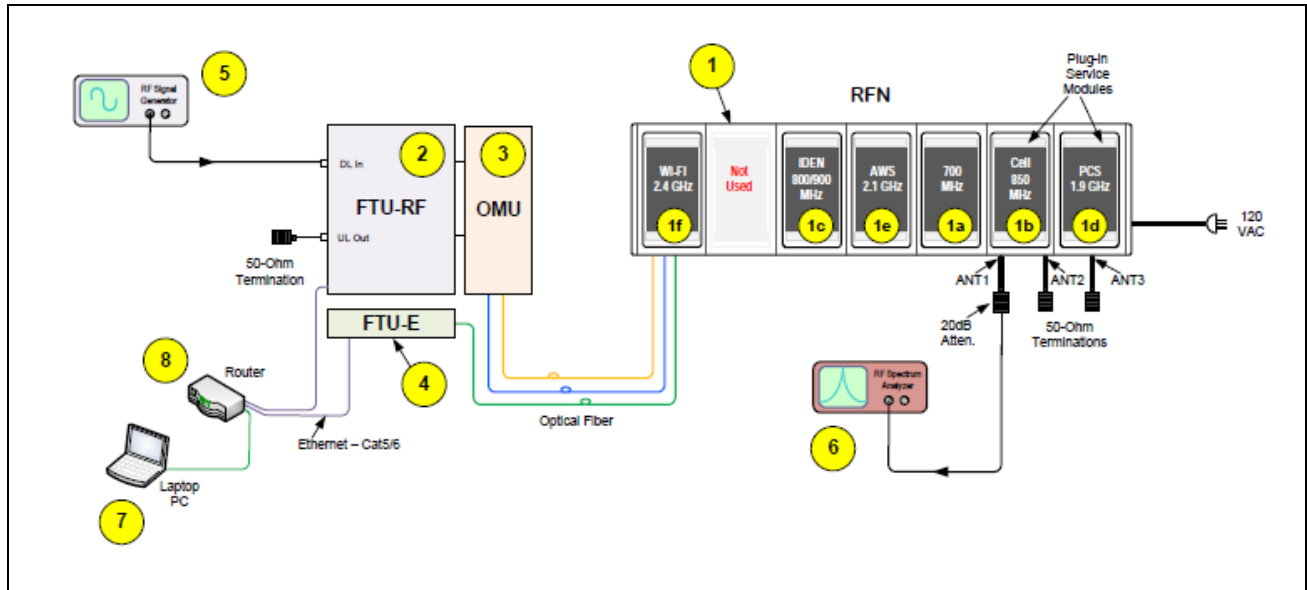 5
RF Signal
Generator
DL In
2
3
FTU-RF
OMU
UL Out
50-Ohm
Termination
FTU-E
4
8
Router
Ethernet – Cat5/6
Laptop
PC
7
Optical Fiber
1
RFN
Plug-In
Service
Modules
WI-FI
2.4 GHz
1f
Not
Used
IDEN
800/900
MHz
1c
AWS
2.1 GHz
1e
700
MHz
1a
Cell
850
MHz
1b
PCS
1.9 GHz
1d
120
VAC
ANT1
ANT2
ANT3
20dB
Atten.
50-Ohm
Terminations
RF Spectrum
Analyzer
6